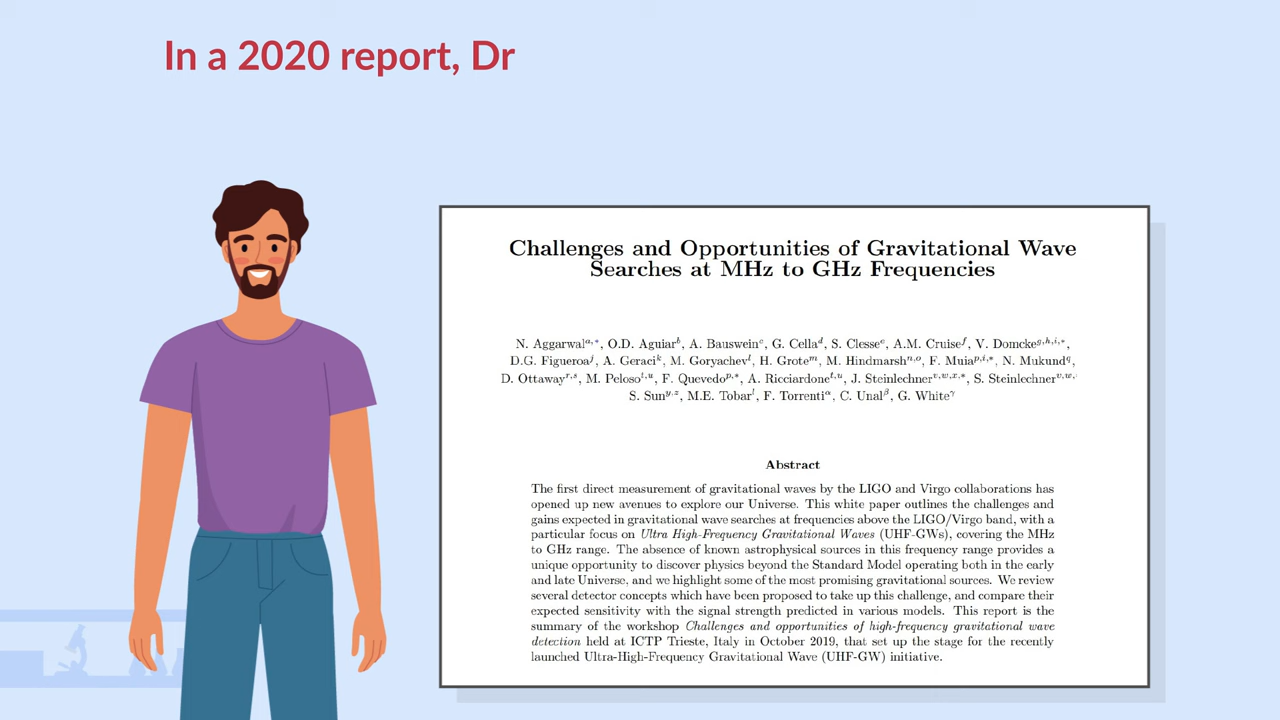 In a 2020 report, Dr
Challenges and Opportunities of Gravitational Wave
Searches at MHz to GHz Frequencies
N. Aggarwal^{a,*}, O.D. Aguiar^{b}, A. Bauswein^{c}, G. Cella^{d}, S. Clesse^{e}, A.M. Cruise^{f}, V. Domcke^{g,h,i,*},
D.G. Figueroa^{j}, A. Geraci^{k}, M. Goryachev^{l}, H. Grote^{m}, M. Hindmarsh^{n,o}, F. Muia^{p,i,*}, N. Mukund^{q},
D. Ottaway^{r,s}, M. Peloso^{t,u}, F. Quevedo^{p,*}, A. Ricciardone^{t,u}, J. Steinlechner^{v,w,x,*}, S. Steinlechner^{v,w,}
S. Sun^{y,z}, M.E. Tobar^{l}, F. Torrenti^{α}, C. Unal^{β}, G. White^{γ}
Abstract
The first direct measurement of gravitational waves by the LIGO and Virgo collaborations has
opened up new avenues to explore our Universe. This white paper outlines the challenges and
gains expected in gravitational wave searches at frequencies above the LIGO/Virgo band, with a
particular focus on Ultra High-Frequency Gravitational Waves (UHF-GWs), covering the MHz
to GHz range. The absence of known astrophysical sources in this frequency range provides a
unique opportunity to discover physics beyond the Standard Model operating both in the early
and late Universe, and we highlight some of the most promising gravitational sources. We review
several detector concepts which have been proposed to take up this challenge, and compare their
expected sensitivity with the signal strength predicted in various models. This report is the
summary of the workshop Challenges and opportunities of high-frequency gravitational wave
detection held at ICTP Trieste, Italy in October 2019, that set up the stage for the recently
launched Ultra-High-Frequency Gravitational Wave (UHF-GW) initiative.